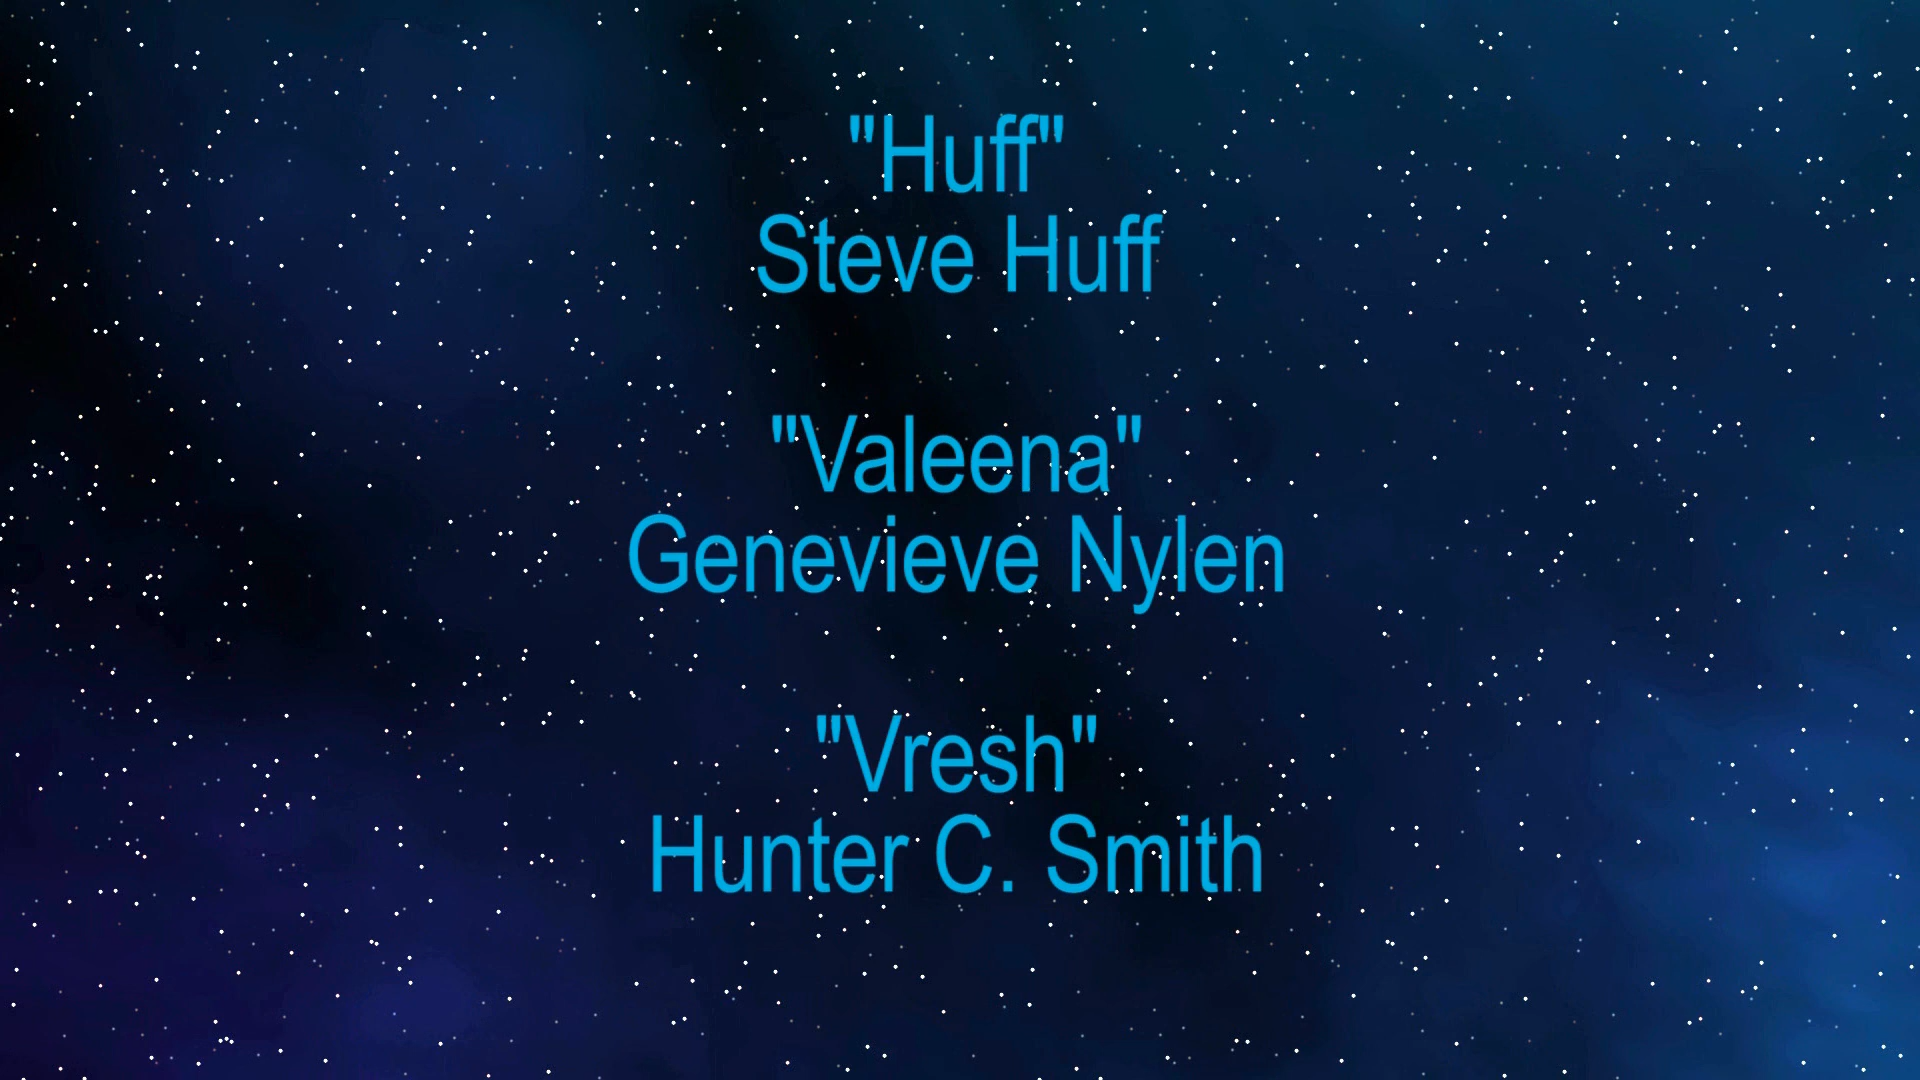 "Huff"
Steve Huff
"Valeena"
Genevieve Nylen
"Vresh"
Hunter C. Smith